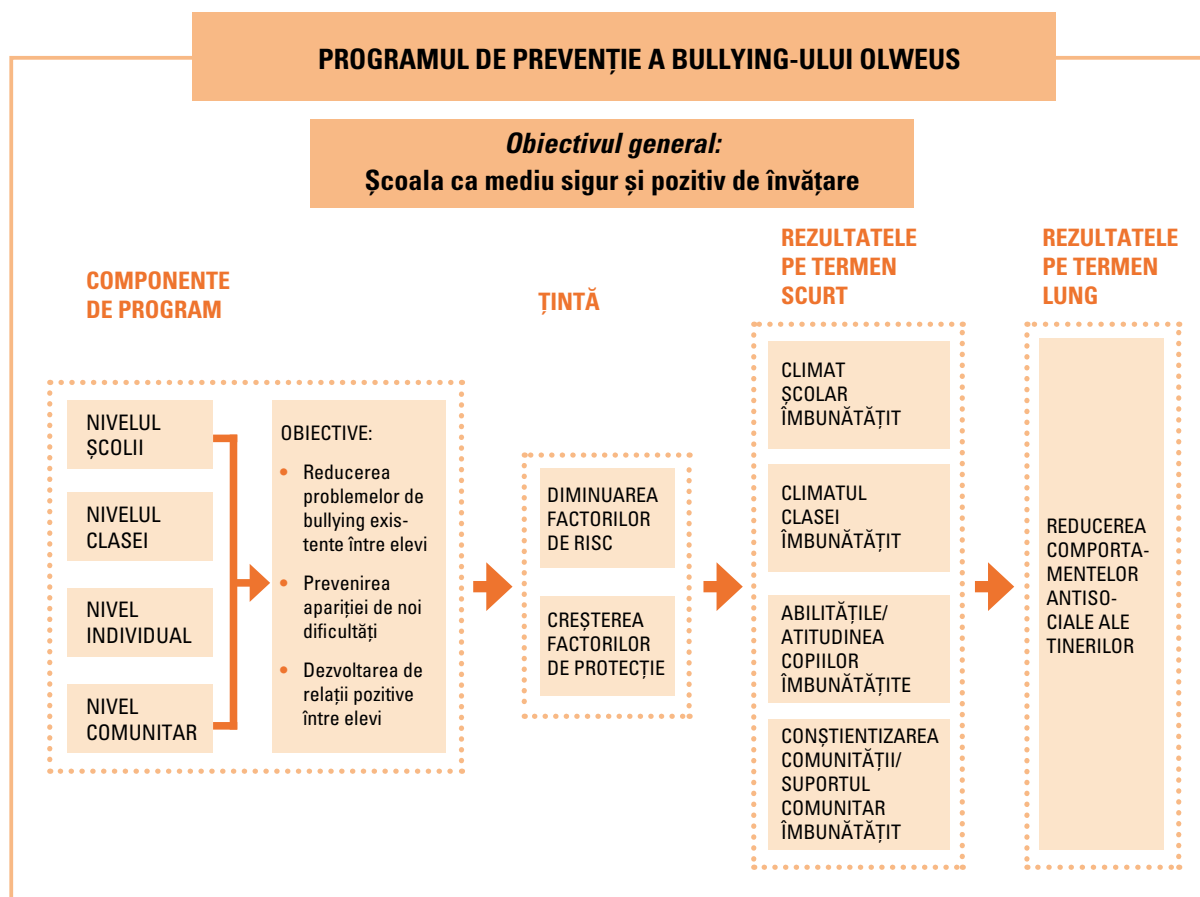 PROGRAMUL DE PREVENȚIE A BULLYING-ULUI OLWEUS
Obiectivul general:
Școala ca mediu sigur și pozitiv de învățare
COMPONENTE
DE PROGRAM
NIVELUL
ȘCOLII
NIVELUL
CLASEI
NIVEL
INDIVIDUAL
NIVEL
COMUNITAR
OBIECTIVE:
• Reducerea
problemelor de
bullying exis-
tente între elevi
• Prevenirea
apariției de noi
dificultăți
• Dezvoltarea de
relații pozitive
între elevi
ȚINTĂ
DIMINUAREA
FACTORILOR
DE RISC
CREȘTEREA
FACTORILOR
DE PROTECȚIE
REZULTATELE
PE TERMEN
SCURT
CLIMAT
ȘCOLAR
ÎMBUNĂTĂȚIT
CLIMATUL
CLASEI
ÎMBUNĂTĂȚIT
ABILITĂȚILE/
ATITUDINEA
COPIILOR
ÎMBUNĂTĂȚITE
CONȘTIENTIZAREA
COMUNITĂȚII/
SUPORTUL
COMUNITAR
ÎMBUNĂTĂȚIT
REZULTATELE
PE TERMEN
LUNG
REDUCEREA
COMPORTA-
MENTELOR
ANTISO-
CIALE ALE
TINERILOR